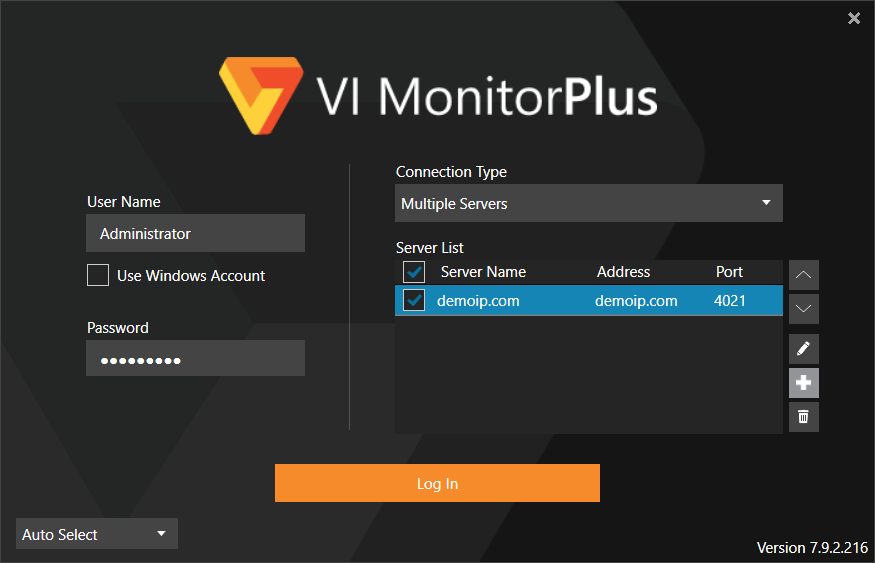 VI MonitorPlus
User Name
Administrator
Use Windows Account
Password
●●●●●●●●●
Connection Type
Multiple Servers
Server List
Server Name Address Port
demoip.com demoip.com 4021
Log In
Auto Select
Version 7.9.2.216